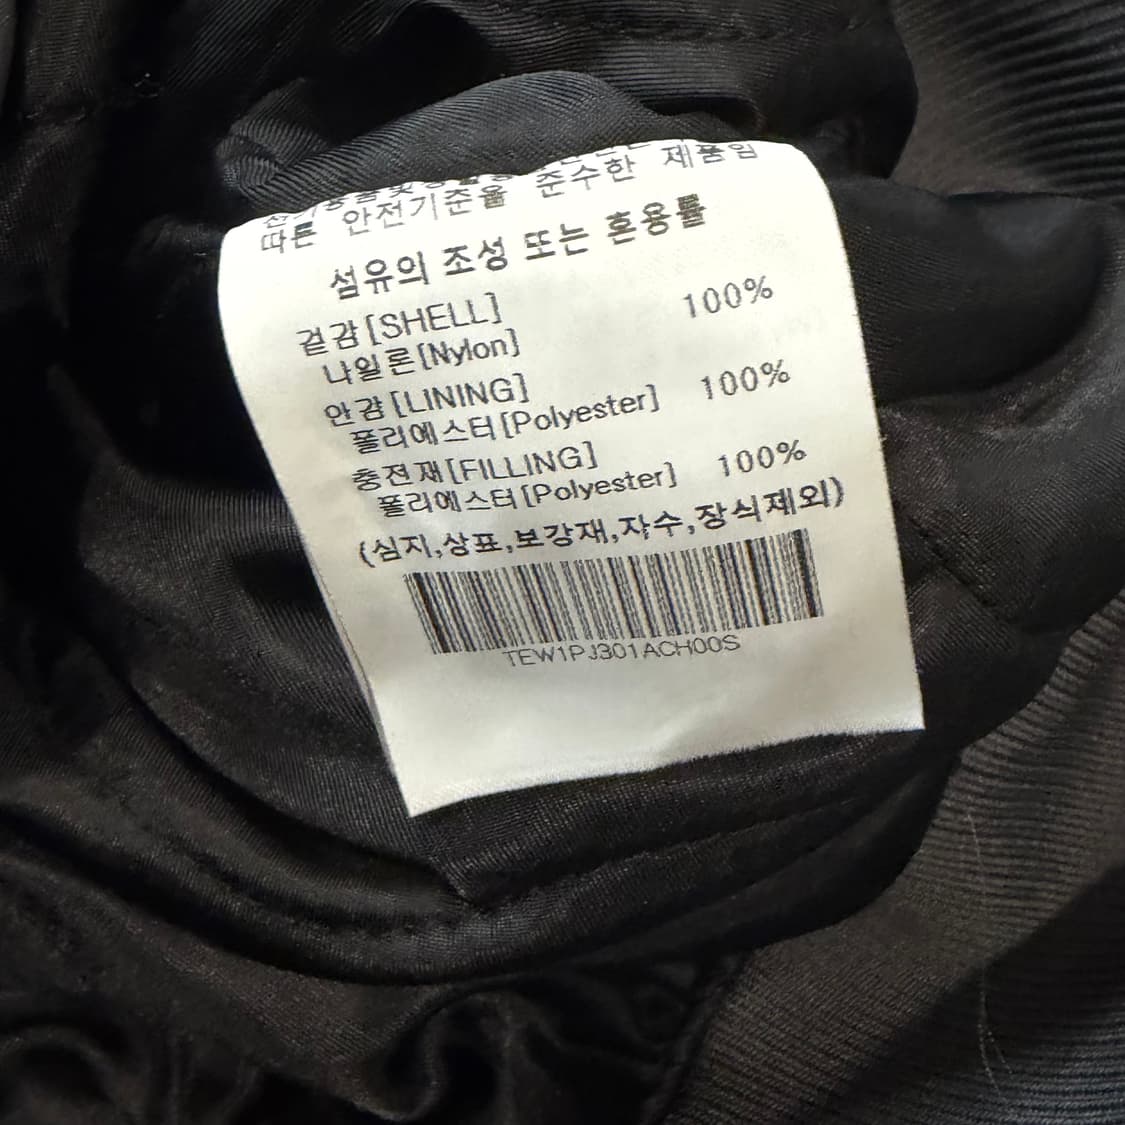 따른 안전기준을 준수한 제품임
섬유의 조성 또는 혼용률
겉감[SHELL]
나일론[Nylon] 100%
안감[LINING]
폴리에스터[Polyester] 100%
충전재[FILLING]
폴리에스터[Polyester] 100%
(심지,상표,보강재,자수,장식제외)
TEW1PJ301ACH00S